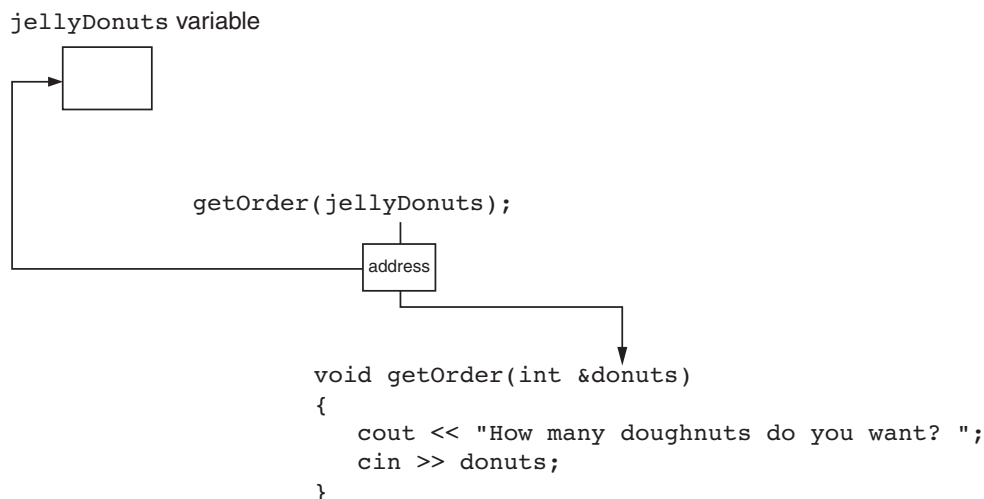 jellyDonuts variable
getOrder(jellyDonuts);
address
void getOrder(int &donuts)
{
cout << "How many doughnuts do you want? ";
cin >> donuts;
}